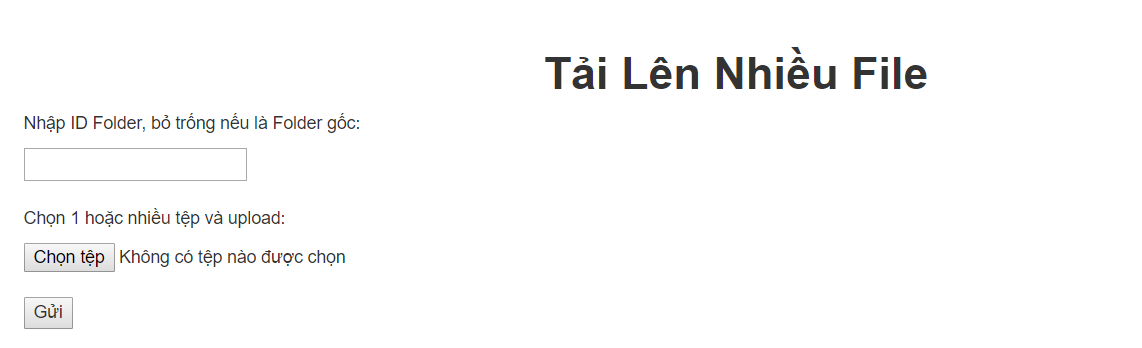 Tải Lên Nhiều File
Nhập ID Folder, bỏ trống nếu là Folder gốc:
Chọn 1 hoặc nhiều tệp và upload:
Chọn tệp Không có tệp nào được chọn
Gửi